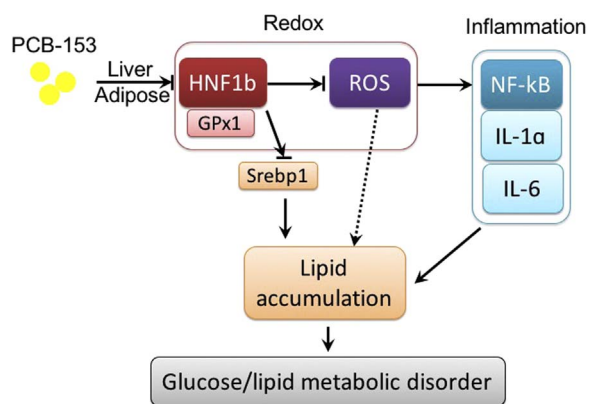 Redox
Inflammation
PCB-153
Liver
Adipose
HNF1b
ROS
NF-kB
GPx1
IL-1α
Srebp1
IL-6
Lipid
accumulation
Glucose/lipid metabolic disorder